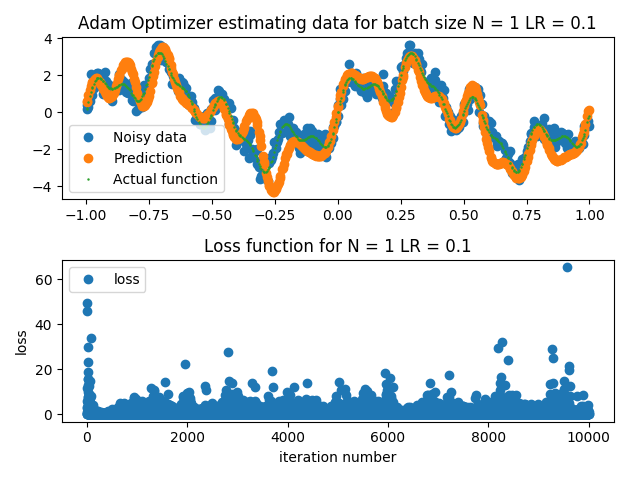 Adam Optimizer estimating data for batch size N = 1 LR = 0.1
4
2
0
−2
−4
Noisy data
Prediction
Actual function
−1.00 −0.75 −0.50 −0.25 0.00 0.25 0.50 0.75 1.00
Loss function for N = 1 LR = 0.1
60
40
20
0
loss
loss
0 2000 4000 6000 8000 10000
iteration number